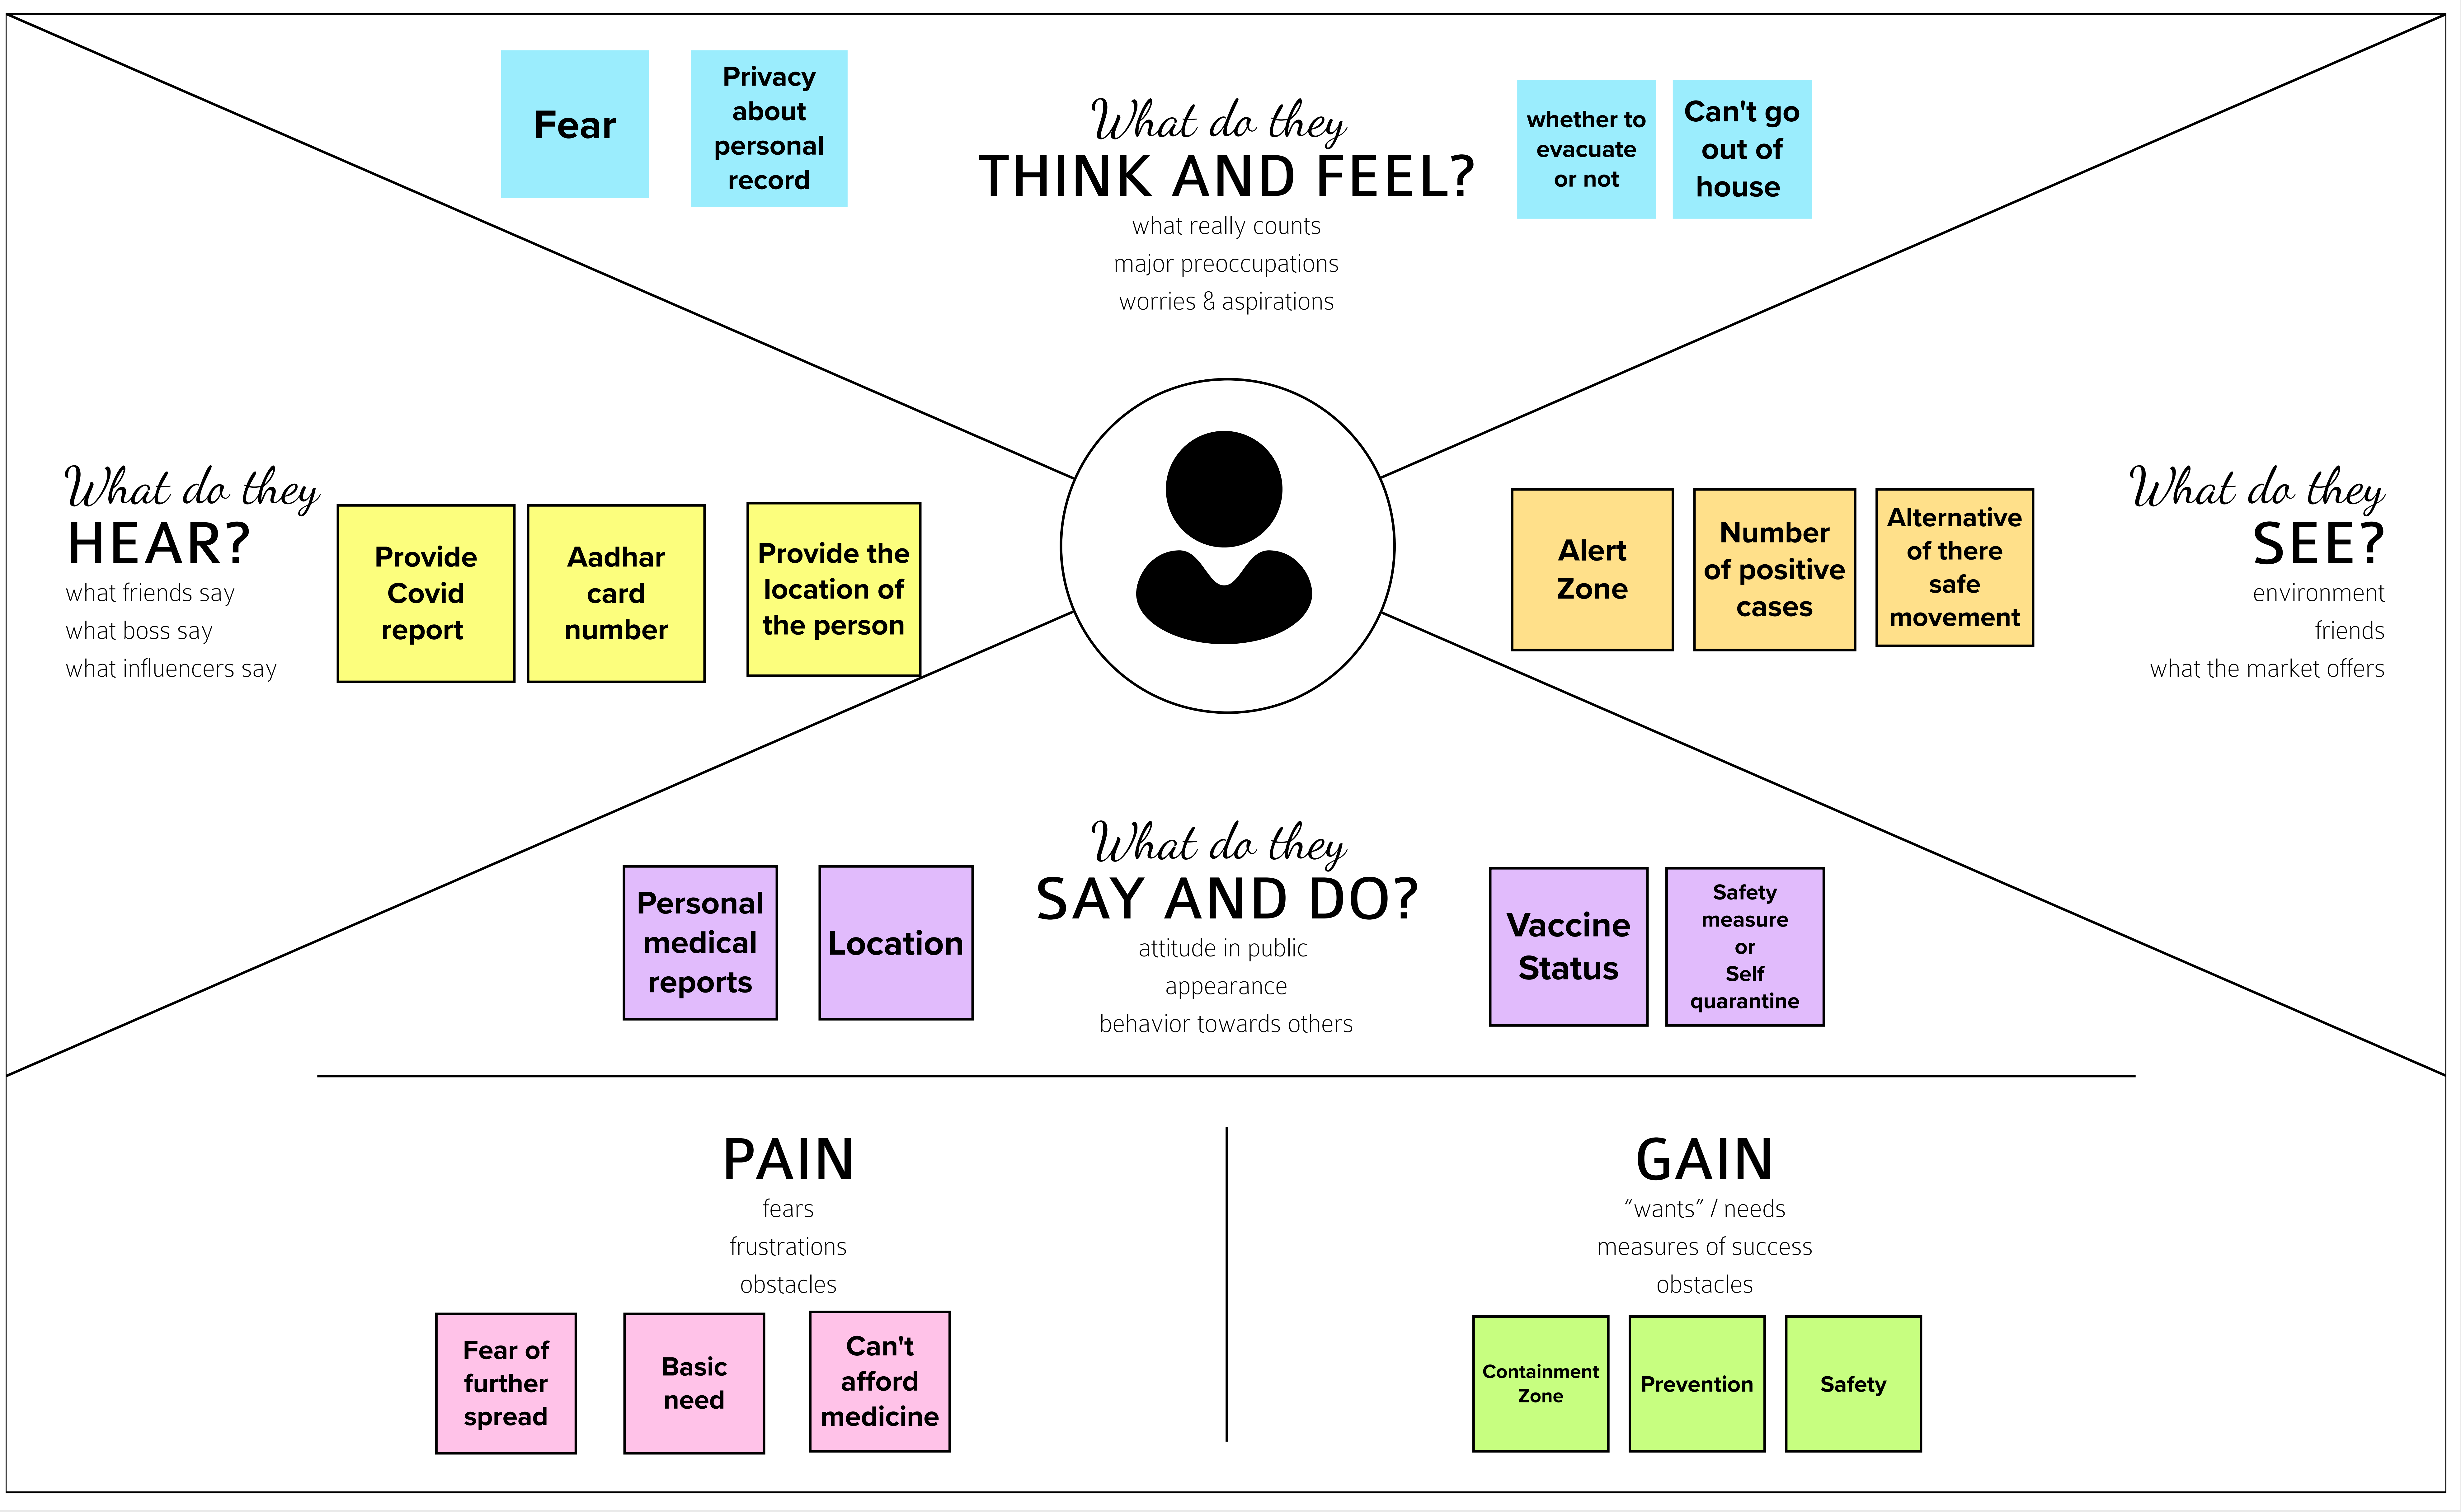 Fear
Privacy
about
personal
record
What do they
THINK AND FEEL?
what really counts
major preoccupations
worries & aspirations
whether to
evacuate
or not
Can't go
out of
house
What do they
HEAR?
what friends say
what boss say
what influencers say
Provide
Covid
report
Aadhar
card
number
Provide the
location of
the person
Alert
Zone
Number
of positive
cases
Alternative
of there
safe
movement
What do they
SEE?
environment
friends
what the market offers
Personal
medical
reports
Location
What do they
SAY AND DO?
attitude in public
appearance
behavior towards others
Vaccine
Status
Safety
measure
or
Self
quarantine
PAIN
fears
frustrations
obstacles
Fear of
further
spread
Basic
need
Can't
afford
medicine
GAIN
“wants” / needs
measures of success
obstacles
Containment
Zone
Prevention
Safety